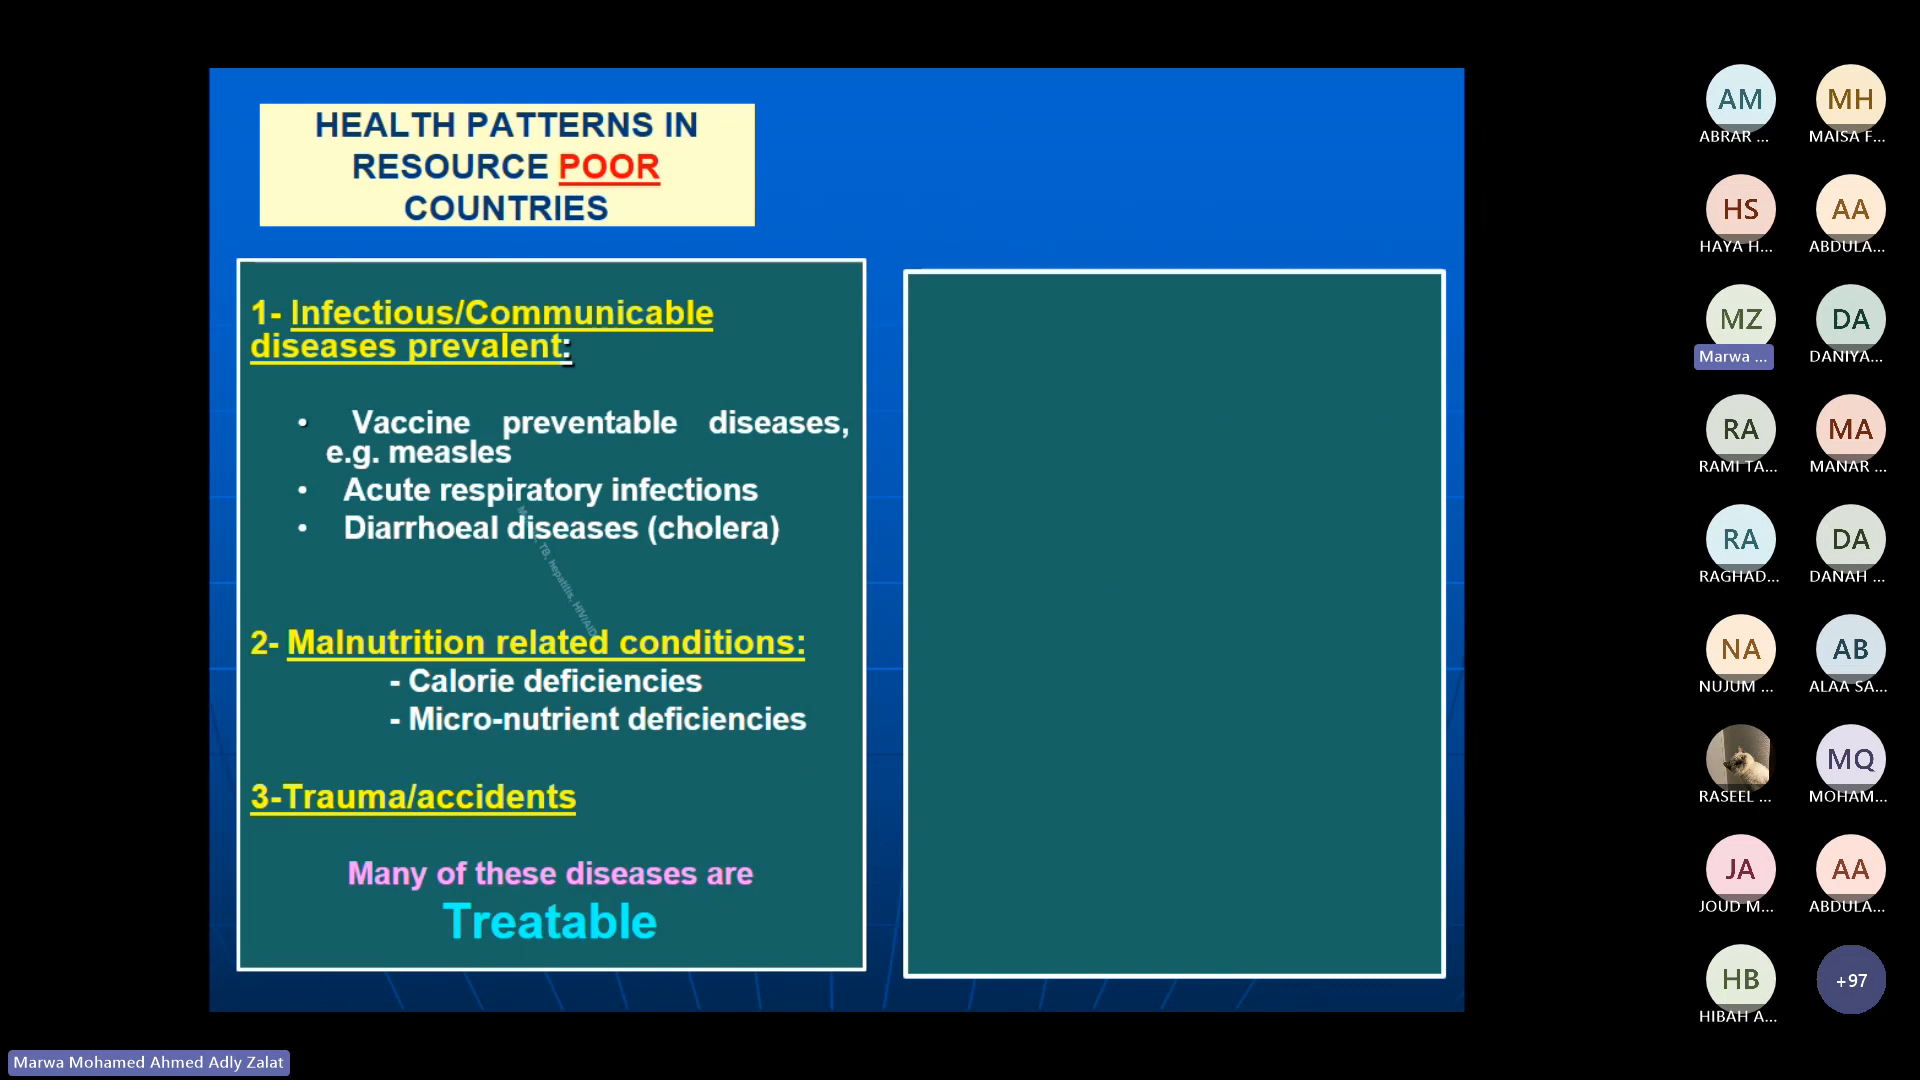 HEALTH PATTERNS IN
RESOURCE POOR
COUNTRIES
1- Infectious/Communicable
diseases prevalent:
• Vaccine preventable diseases,
e.g. measles
• Acute respiratory infections
• Diarrhoeal diseases (cholera)
TB, hepatitis, HIV/AID
2- Malnutrition related conditions:
- Calorie deficiencies
- Micro-nutrient deficiencies
3-Trauma/accidents
Many of these diseases are
Treatable
AM
ABRAR ...
MH
MAISA F...
HS
HAYA H...
AA
ABDULA...
MZ
Marwa ...
DA
DANIYA...
RA
RAMI TA...
MA
MANAR ...
RA
RAGHAD...
DA
DANAH ...
NA
NUJUM ...
AB
ALAA SA...
RASEEL ...
MQ
MOHAM...
JA
JOUD M...
AA
ABDULA...
HB
HIBAH A...
+97
Marwa Mohamed Ahmed Adly Zalat